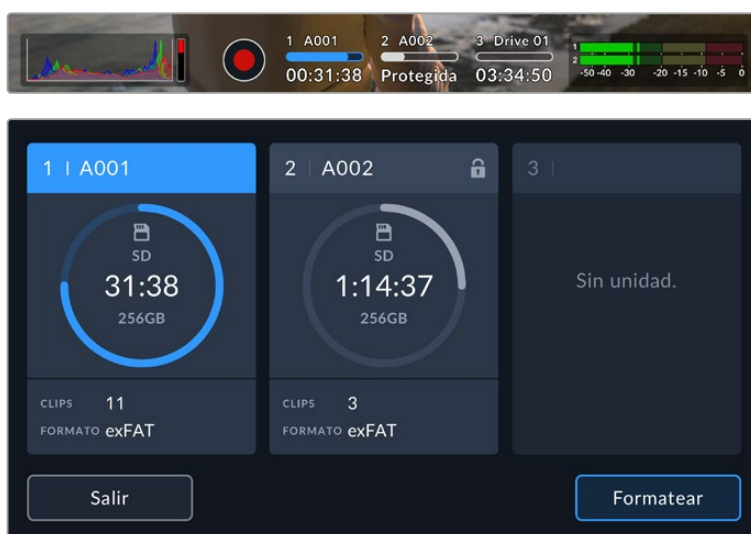 1 A001 2 A002 3 Drive 01
00:31:38 Protegida 03:34:50
1
2
-50 -40 -30 -20 -15 -10 -5 0
1 | A001
SD
31:38
256GB
CLIPS 11
FORMATO exFAT
2 | A002
SD
1:14:37
256GB
CLIPS 3
FORMATO exFAT
3 |
Sin unidad.
Salir
Formatear